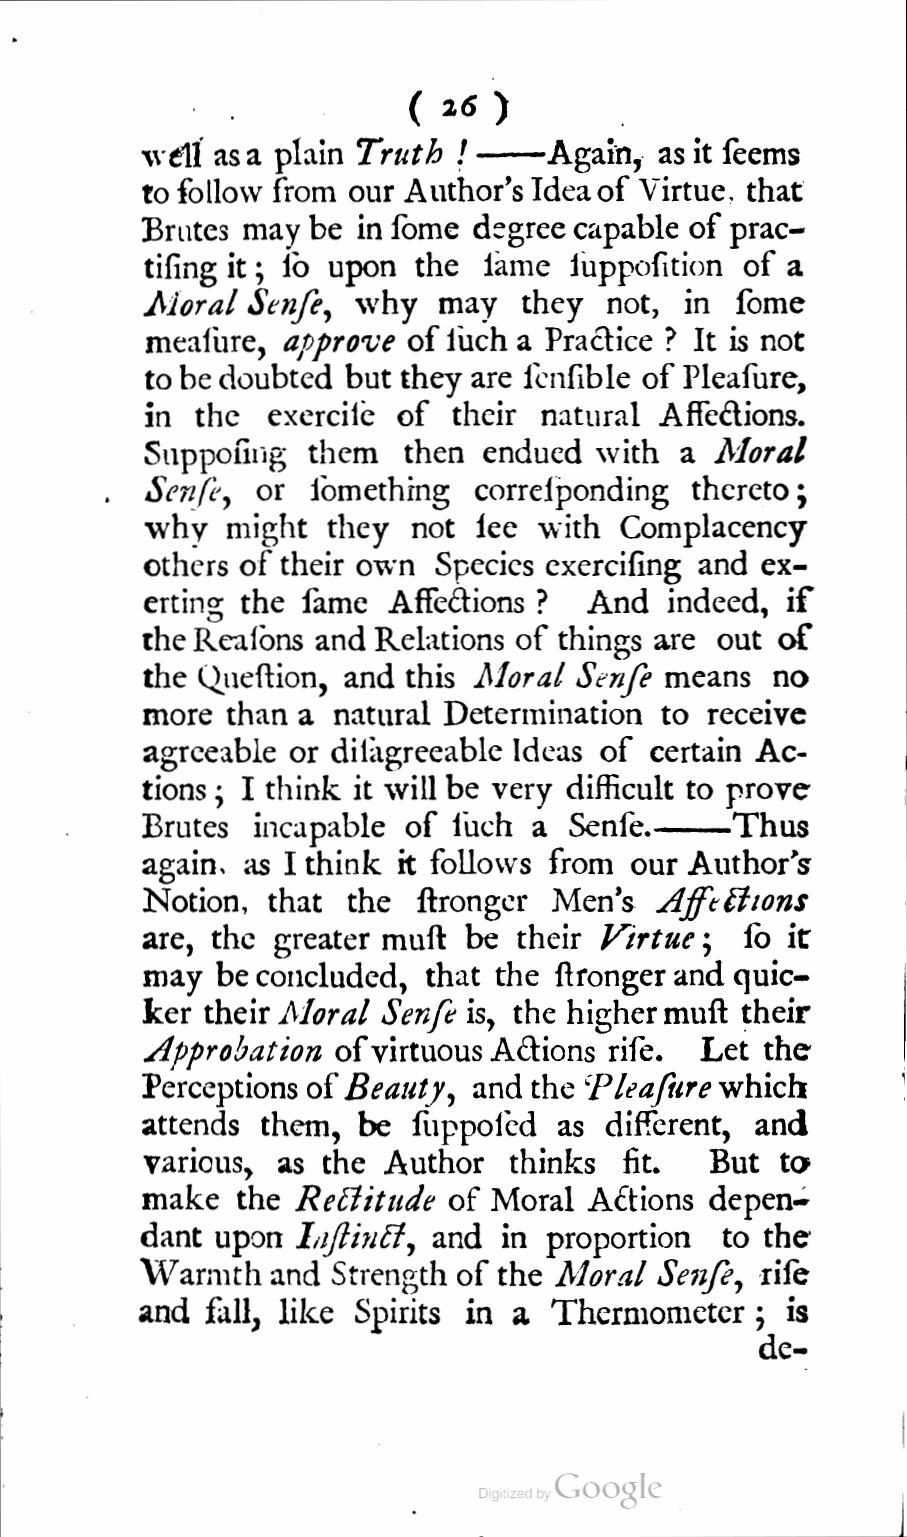 ( 26 )
well as a plain Truth ! ——Again, as it ſeems
to follow from our Author's Idea of Virtue, that
Brutes may be in ſome degree capable of prac-
tiſing it ; ſo upon the ſame ſuppoſition of a
Moral Senſe, why may they not, in ſome
meaſure, approve of ſuch a Practice ? It is not
to be doubted but they are ſenſible of Pleaſure,
in the exerciſe of their natural Affections.
Suppoſing them then endued with a Moral
Senſe, or ſomething correſponding thereto ;
why might they not ſee with Complacency
others of their own Species exerciſing and ex-
erting the ſame Affections ? And indeed, if
the Reaſons and Relations of things are out of
the Queſtion, and this Moral Senſe means no
more than a natural Determination to receive
agreeable or diſagreeable Ideas of certain Ac-
tions ; I think it will be very difficult to prove
Brutes incapable of ſuch a Senſe.——Thus
again, as I think it follows from our Author's
Notion, that the ſtronger Men's Affections
are, the greater muſt be their Virtue ; ſo it
may be concluded, that the ſtronger and quic-
ker their Moral Senſe is, the higher muſt their
Approbation of virtuous Actions riſe. Let the
Perceptions of Beauty, and the Pleaſure which
attends them, be ſuppoſed as different, and
various, as the Author thinks fit. But to
make the Rectitude of Moral Actions depen-
dant upon Inſtinct, and in proportion to the
Warmth and Strength of the Moral Senſe, riſe
and fall, like Spirits in a Thermometer ; is
de-
Digitized by Google